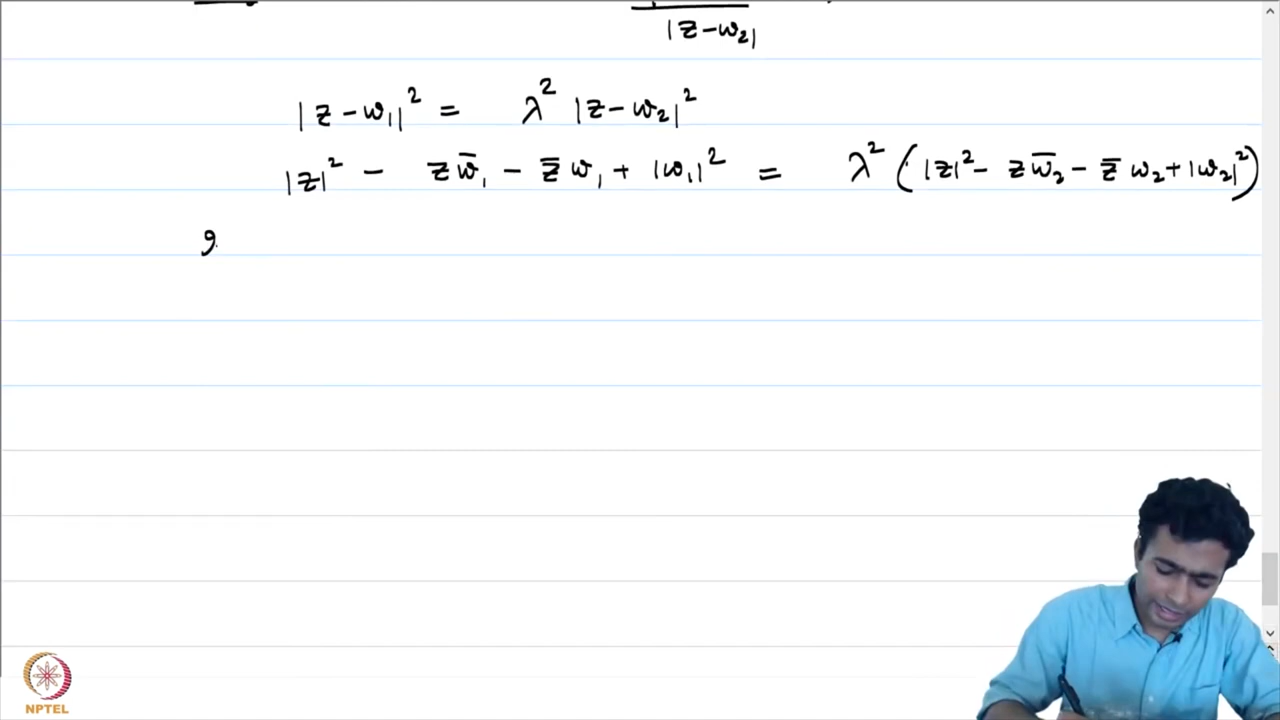 |z-w₂|
|z-w₁|² = λ² |z-w₂|²
|z|² - z w̄₁ - z̄ w₁ + |w₁|² = λ² (|z|² - z w̄₂ - z̄ w₂ + |w₂|²)
NPTEL